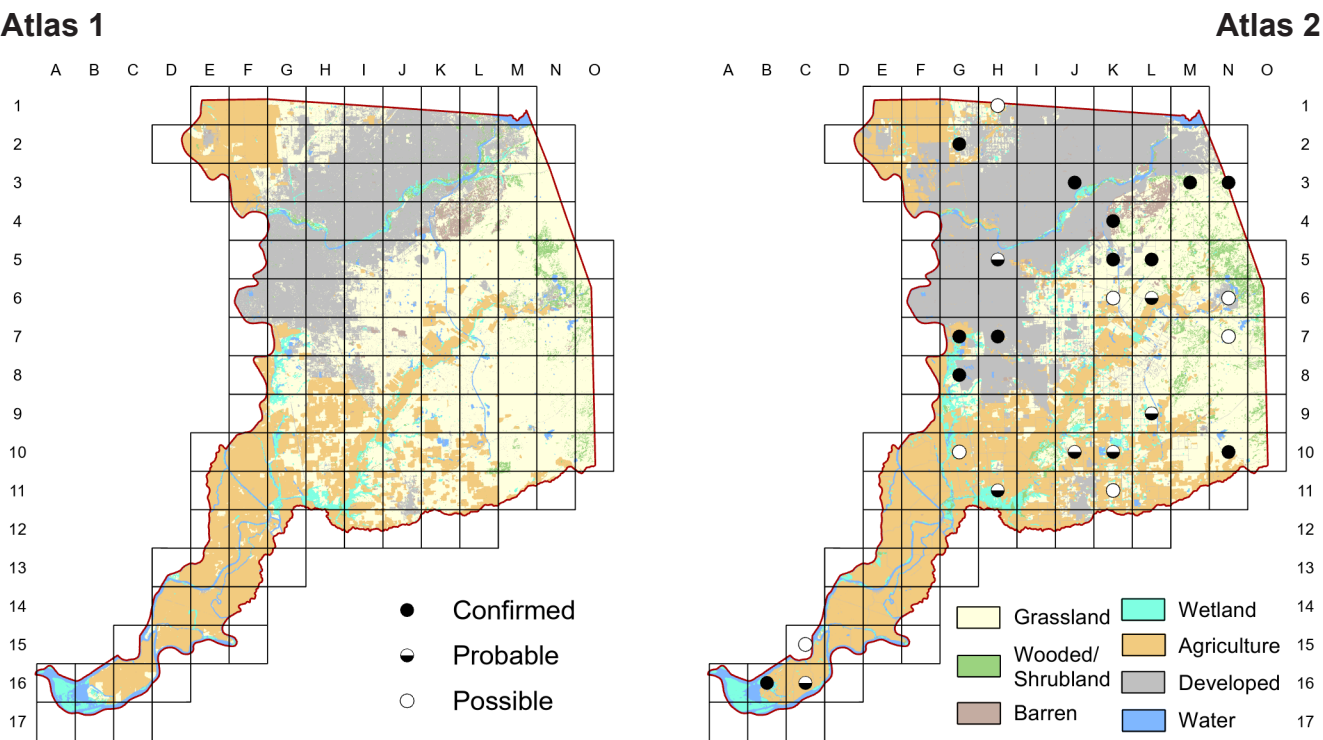 Atlas 1
Atlas 2
A B C D E F G H I J K L M N O
A B C D E F G H I J K L M N O
1
2
3
4
5
6
7
8
9
10
11
12
13
14
15
16
17
1
2
3
4
5
6
7
8
9
10
11
12
13
14
15
16
17
Confirmed
Probable
Possible
Grassland
Wooded/
Shrubland
Barren
Wetland
Agriculture
Developed
Water